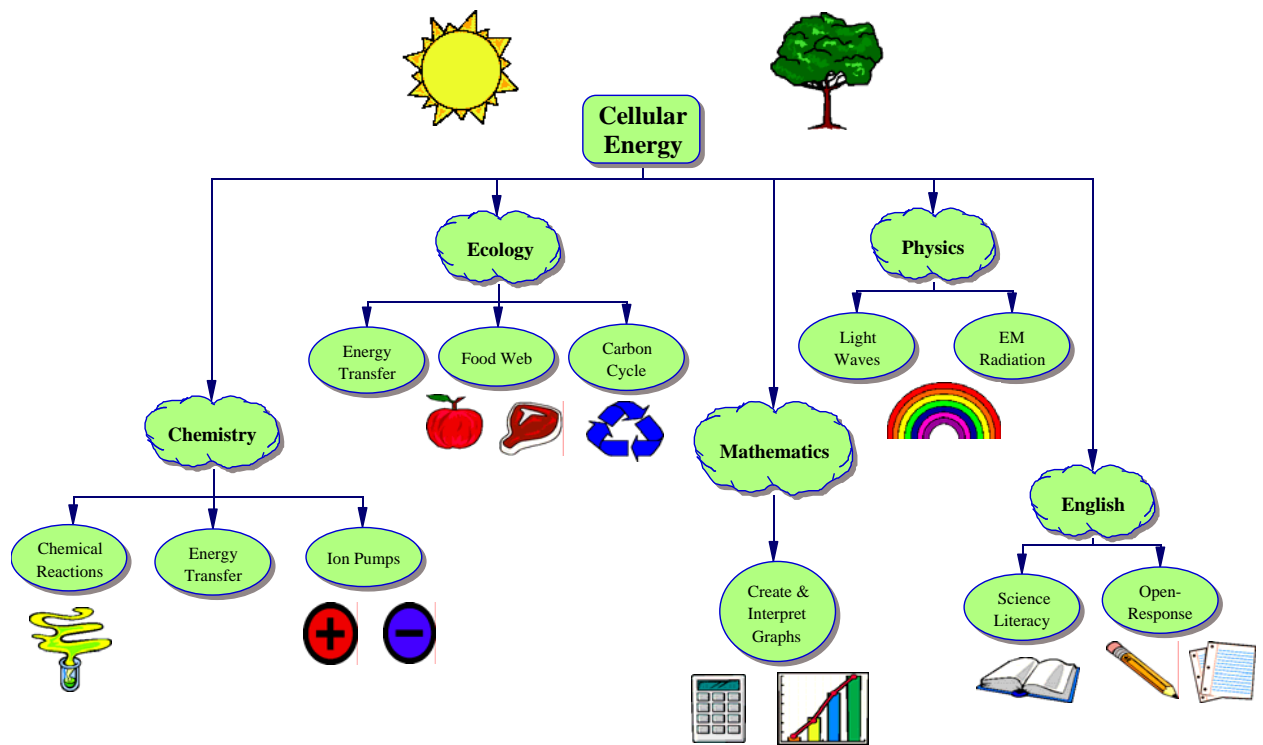 Cellular
Energy
Ecology
Physics
Energy
Transfer
Food Web
Carbon
Cycle
Light
Waves
EM
Radiation
Chemistry
Mathematics
English
Chemical
Reactions
Energy
Transfer
Ion Pumps
Create &
Interpret
Graphs
Science
Literacy
Open-
Response